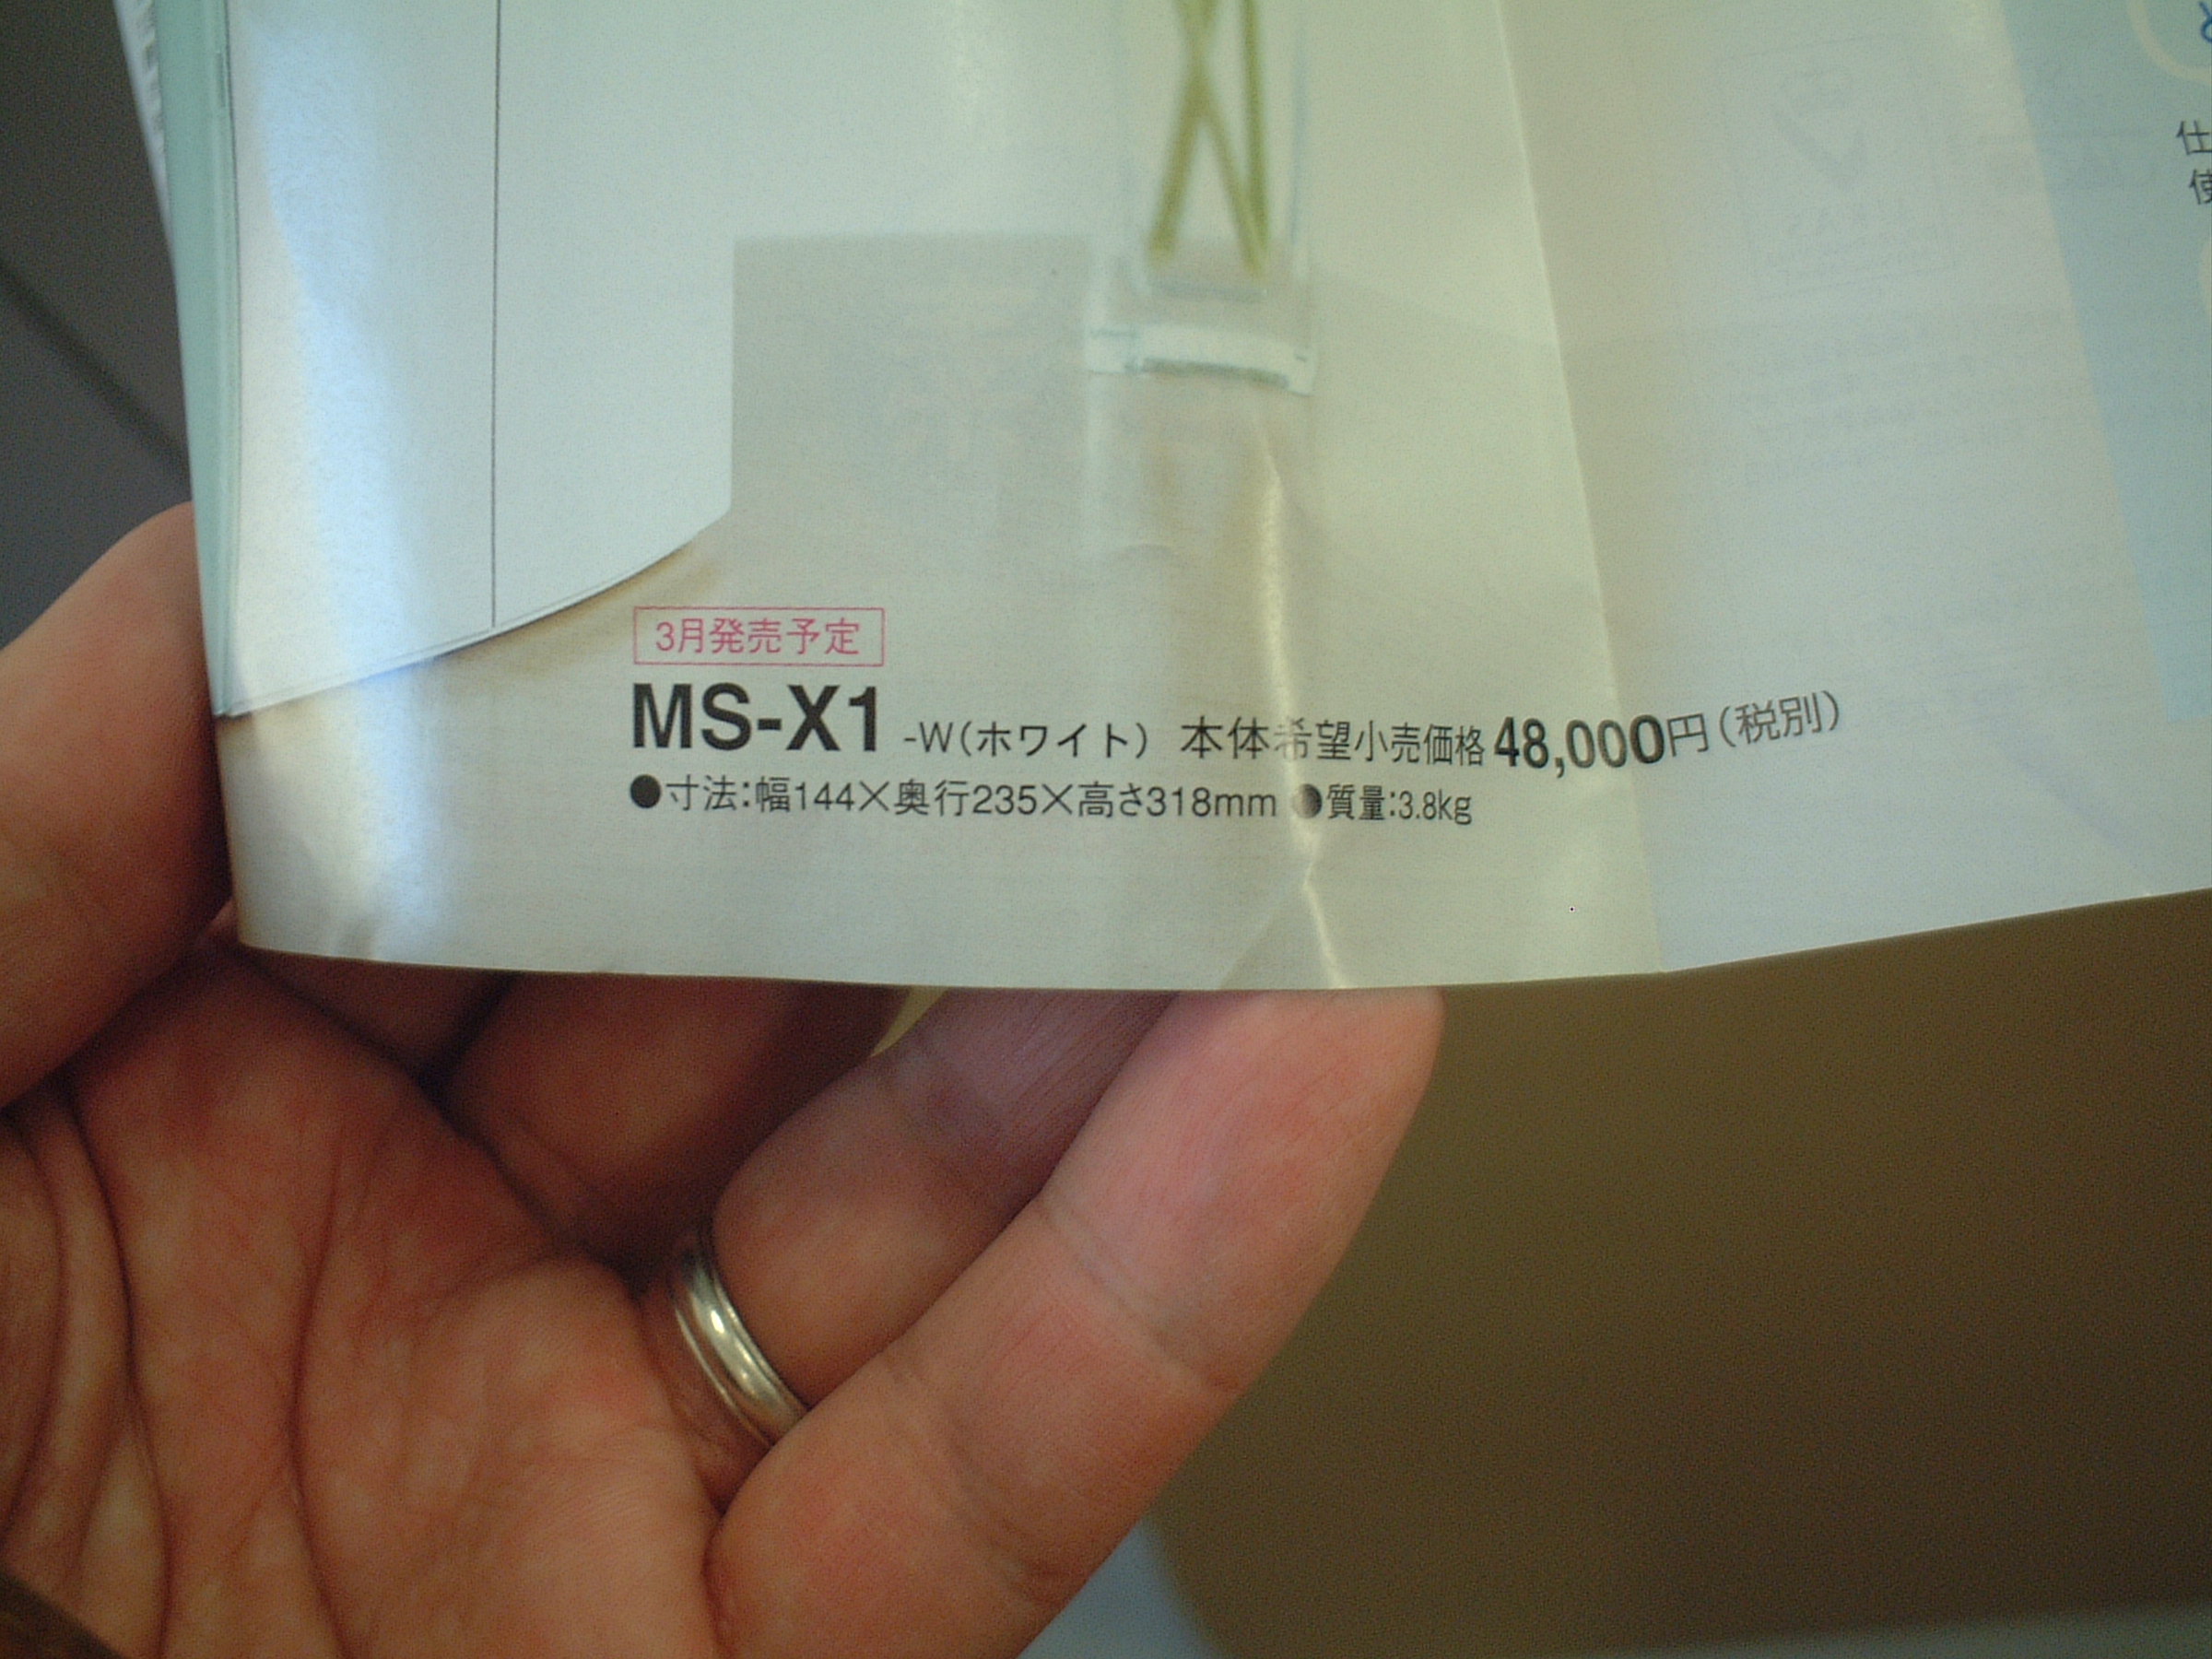 3月発売予定
MS-X1 -W(ホワイト) 本体希望小売価格 48,000円(税別)
●寸法:幅144×奥行235×高さ318mm ●質量:3.8kg
仕
使